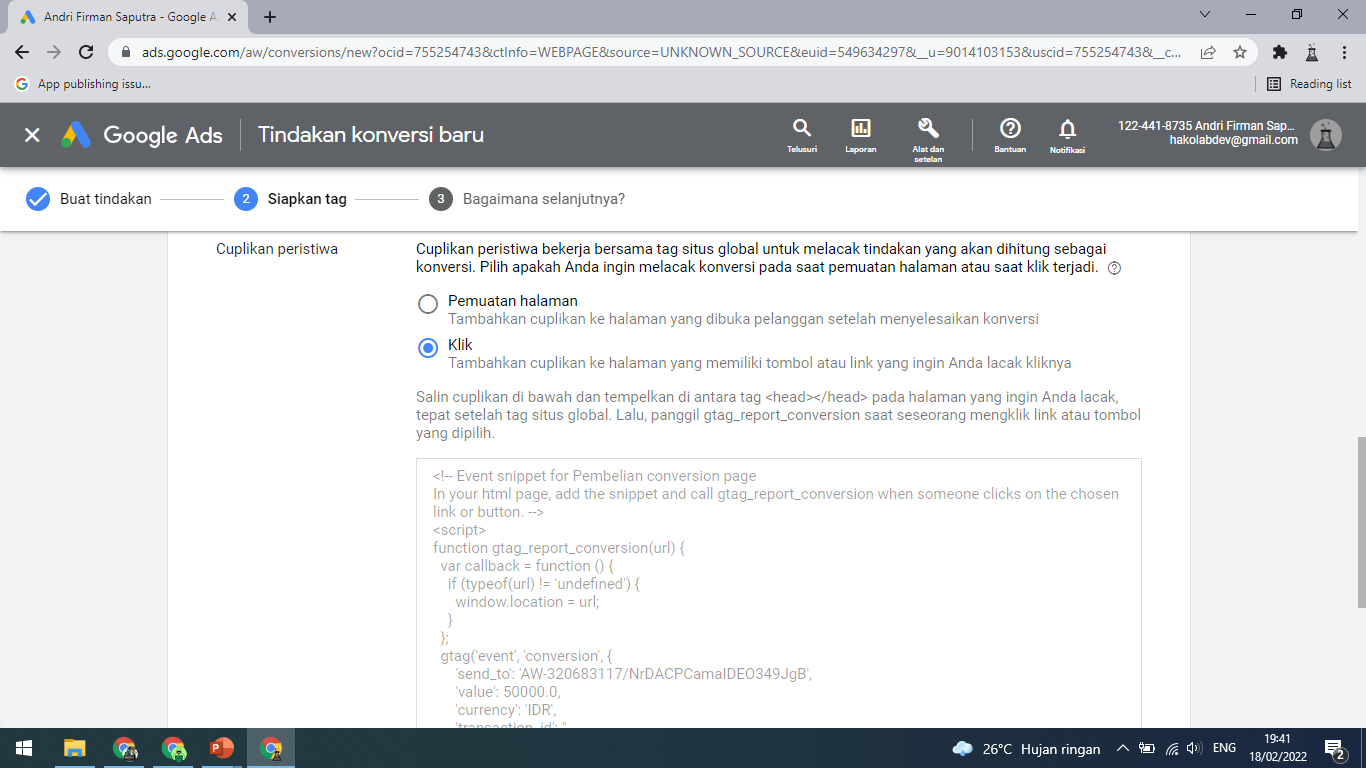 Andri Firman Saputra - Google A
ads.google.com/aw/conversions/new?ocid=755254743&ctInfo=WEBPAGE&source=UNKNOWN_SOURCE&euid=549634297&__u=9014103153&uscid=755254743&__c...
App publishing issu...
Reading list
Google Ads
Tindakan konversi baru
Telusuri
Laporan
Alat dan
setelan
Bantuan
Notifikasi
122-441-8735 Andri Firman Sap...
hakolabdev@gmail.com
Buat tindakan
2 Siapkan tag
3 Bagaimana selanjutnya?
Cuplikan peristiwa
Cuplikan peristiwa bekerja bersama tag situs global untuk melacak tindakan yang akan dihitung sebagai
konversi. Pilih apakah Anda ingin melacak konversi pada saat pemuatan halaman atau saat klik terjadi.
Pemuatan halaman
Tambahkan cuplikan ke halaman yang dibuka pelanggan setelah menyelesaikan konversi
Klik
Tambahkan cuplikan ke halaman yang memiliki tombol atau link yang ingin Anda lacak kliknya
Salin cuplikan di bawah dan tempelkan di antara tag <head></head> pada halaman yang ingin Anda lacak,
tepat setelah tag situs global. Lalu, panggil gtag_report_conversion saat seseorang mengklik link atau tombol
yang dipilih.
<!-- Event snippet for Pembelian conversion page
In your html page, add the snippet and call gtag_report_conversion when someone clicks on the chosen
link or button. -->
<script>
function gtag_report_conversion(url) {
var callback = function () {
if (typeof(url) != 'undefined') {
window.location = url;
}
};
gtag('event', 'conversion', {
'send_to': 'AW-320683117/NrDACPCamaIDEO349JgB',
'value': 50000.0,
'currency': 'IDR',
'transaction_id': ''
26°C Hujan ringan
ENG
19:41
18/02/2022
2